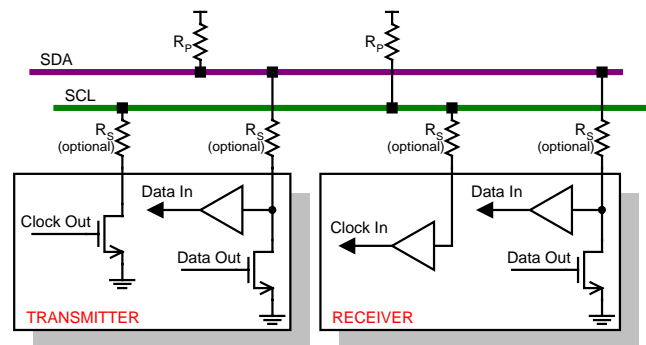 RP
RP
SDA
SCL
RS
(optional)
RS
(optional)
RS
(optional)
RS
(optional)
Data In
Data In
Clock Out
Clock In
Data Out
Data Out
TRANSMITTER
RECEIVER